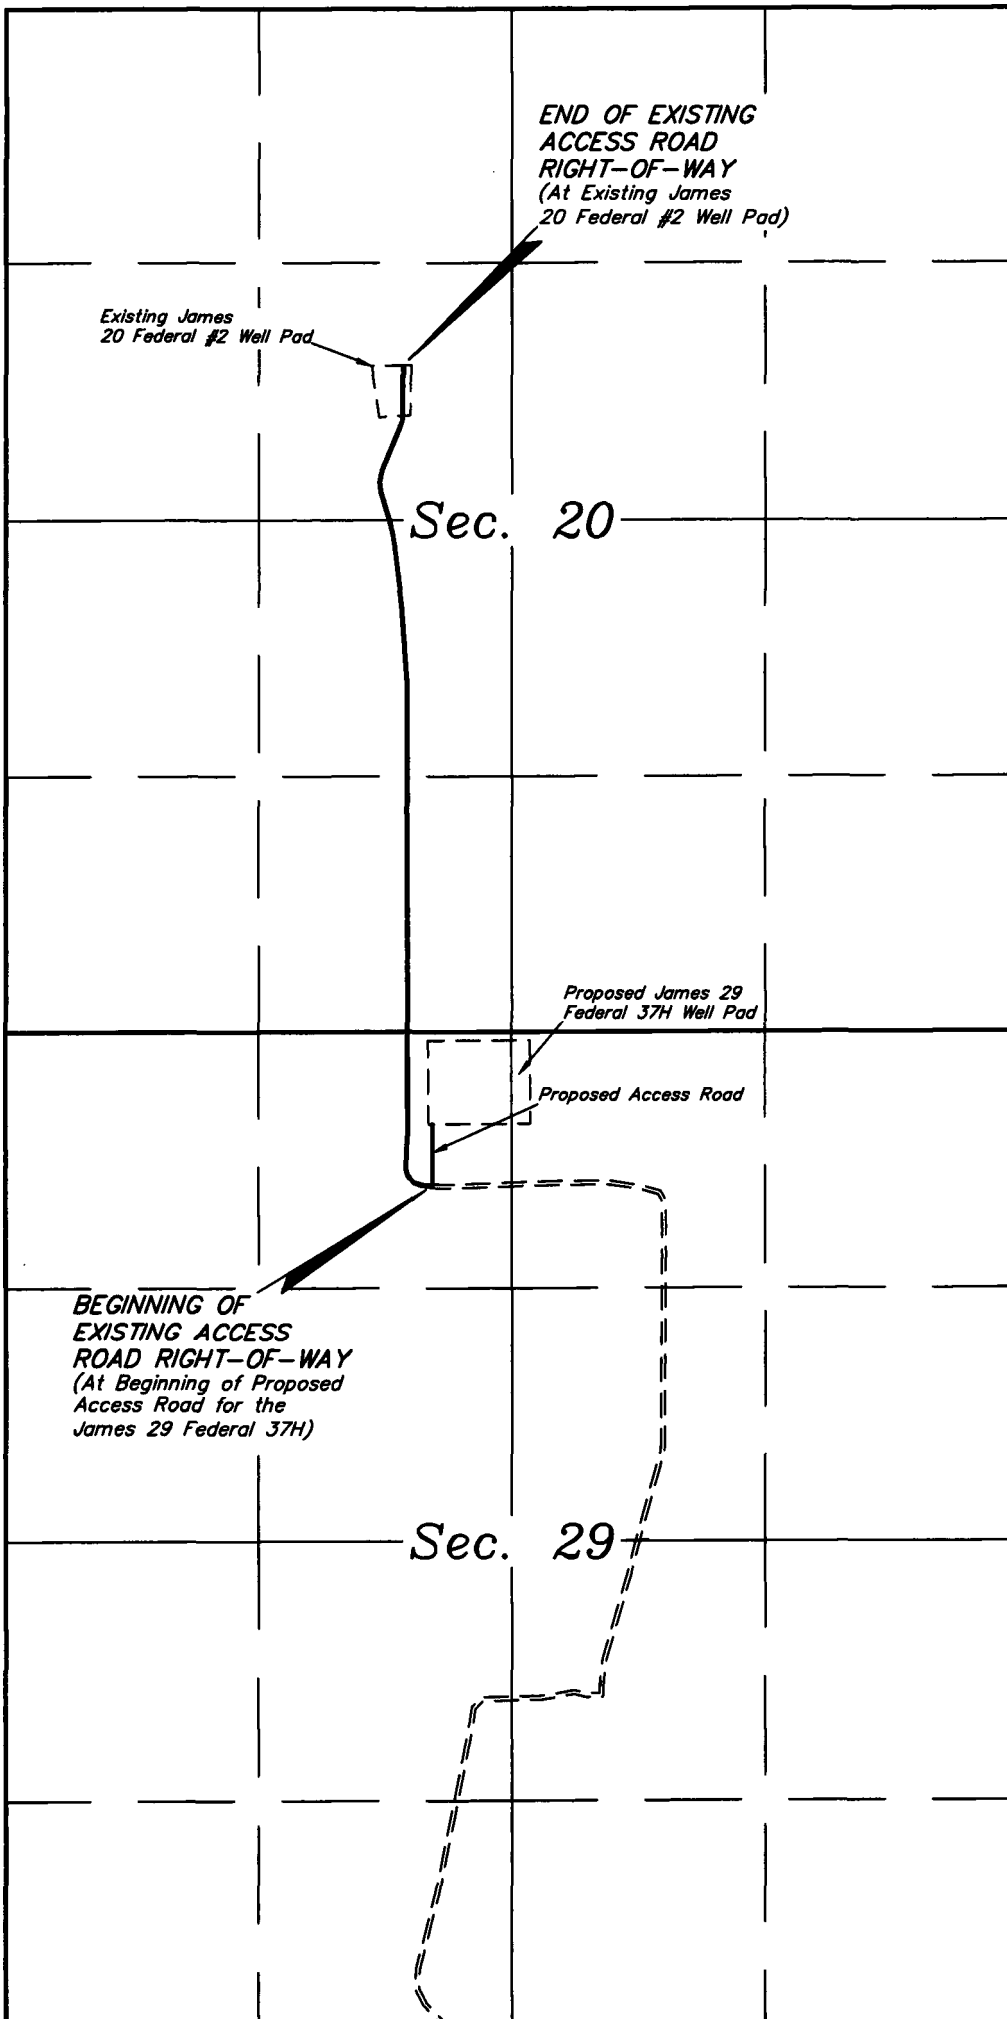 END OF EXISTING
ACCESS ROAD
RIGHT-OF-WAY
(At Existing James
20 Federal #2 Well Pad)
Existing James
20 Federal #2 Well Pad
Sec. 20
Proposed James 29
Federal 37H Well Pad
Proposed Access Road
BEGINNING OF
EXISTING ACCESS
ROAD RIGHT-OF-WAY
(At Beginning of Proposed
Access Road for the
James 29 Federal 37H)
Sec. 29